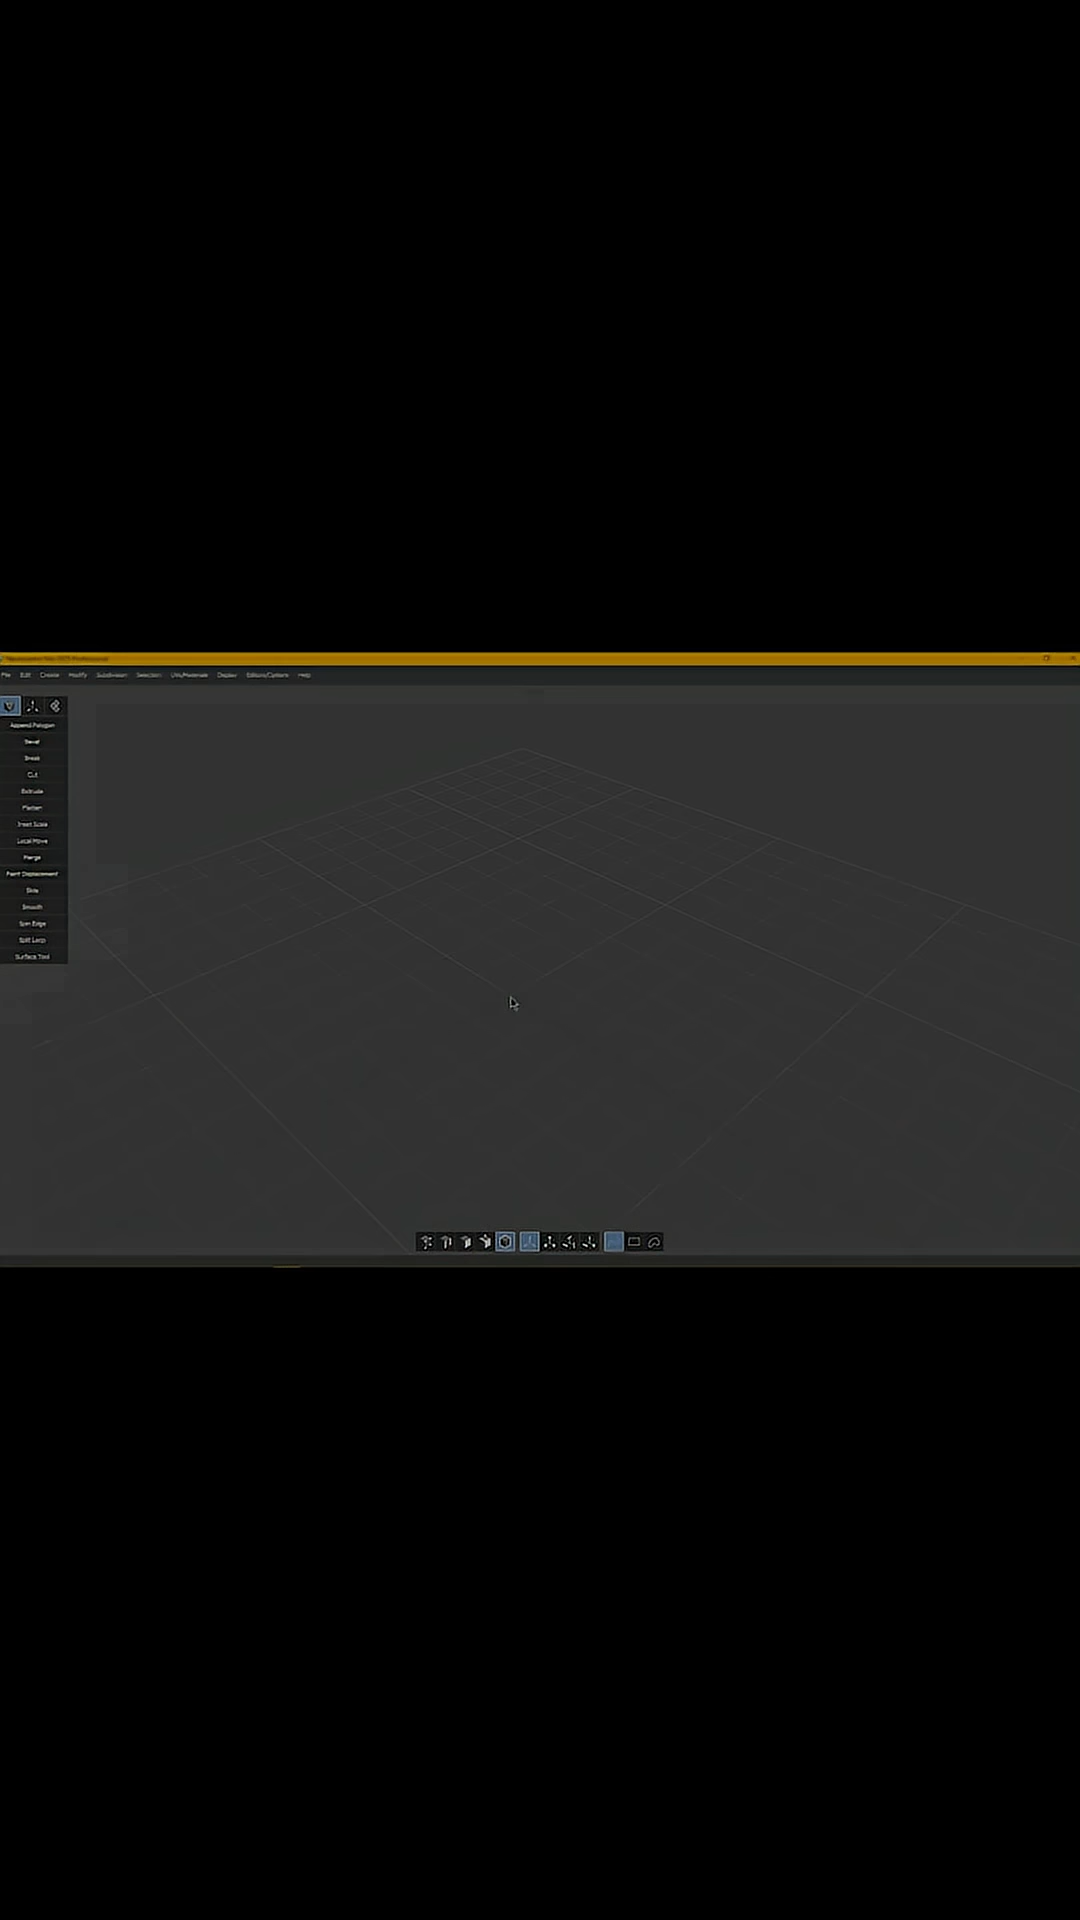 File Edit Create Modify Subdivision Selection UVs/Materials Display Editors/Options Help
Append Polygon
Bevel
Break
Cut
Extrude
Flatten
Inset Scale
Local Move
Merge
Paint Displacement
Slide
Smooth
Spin Edge
Split Loop
Surface Tool